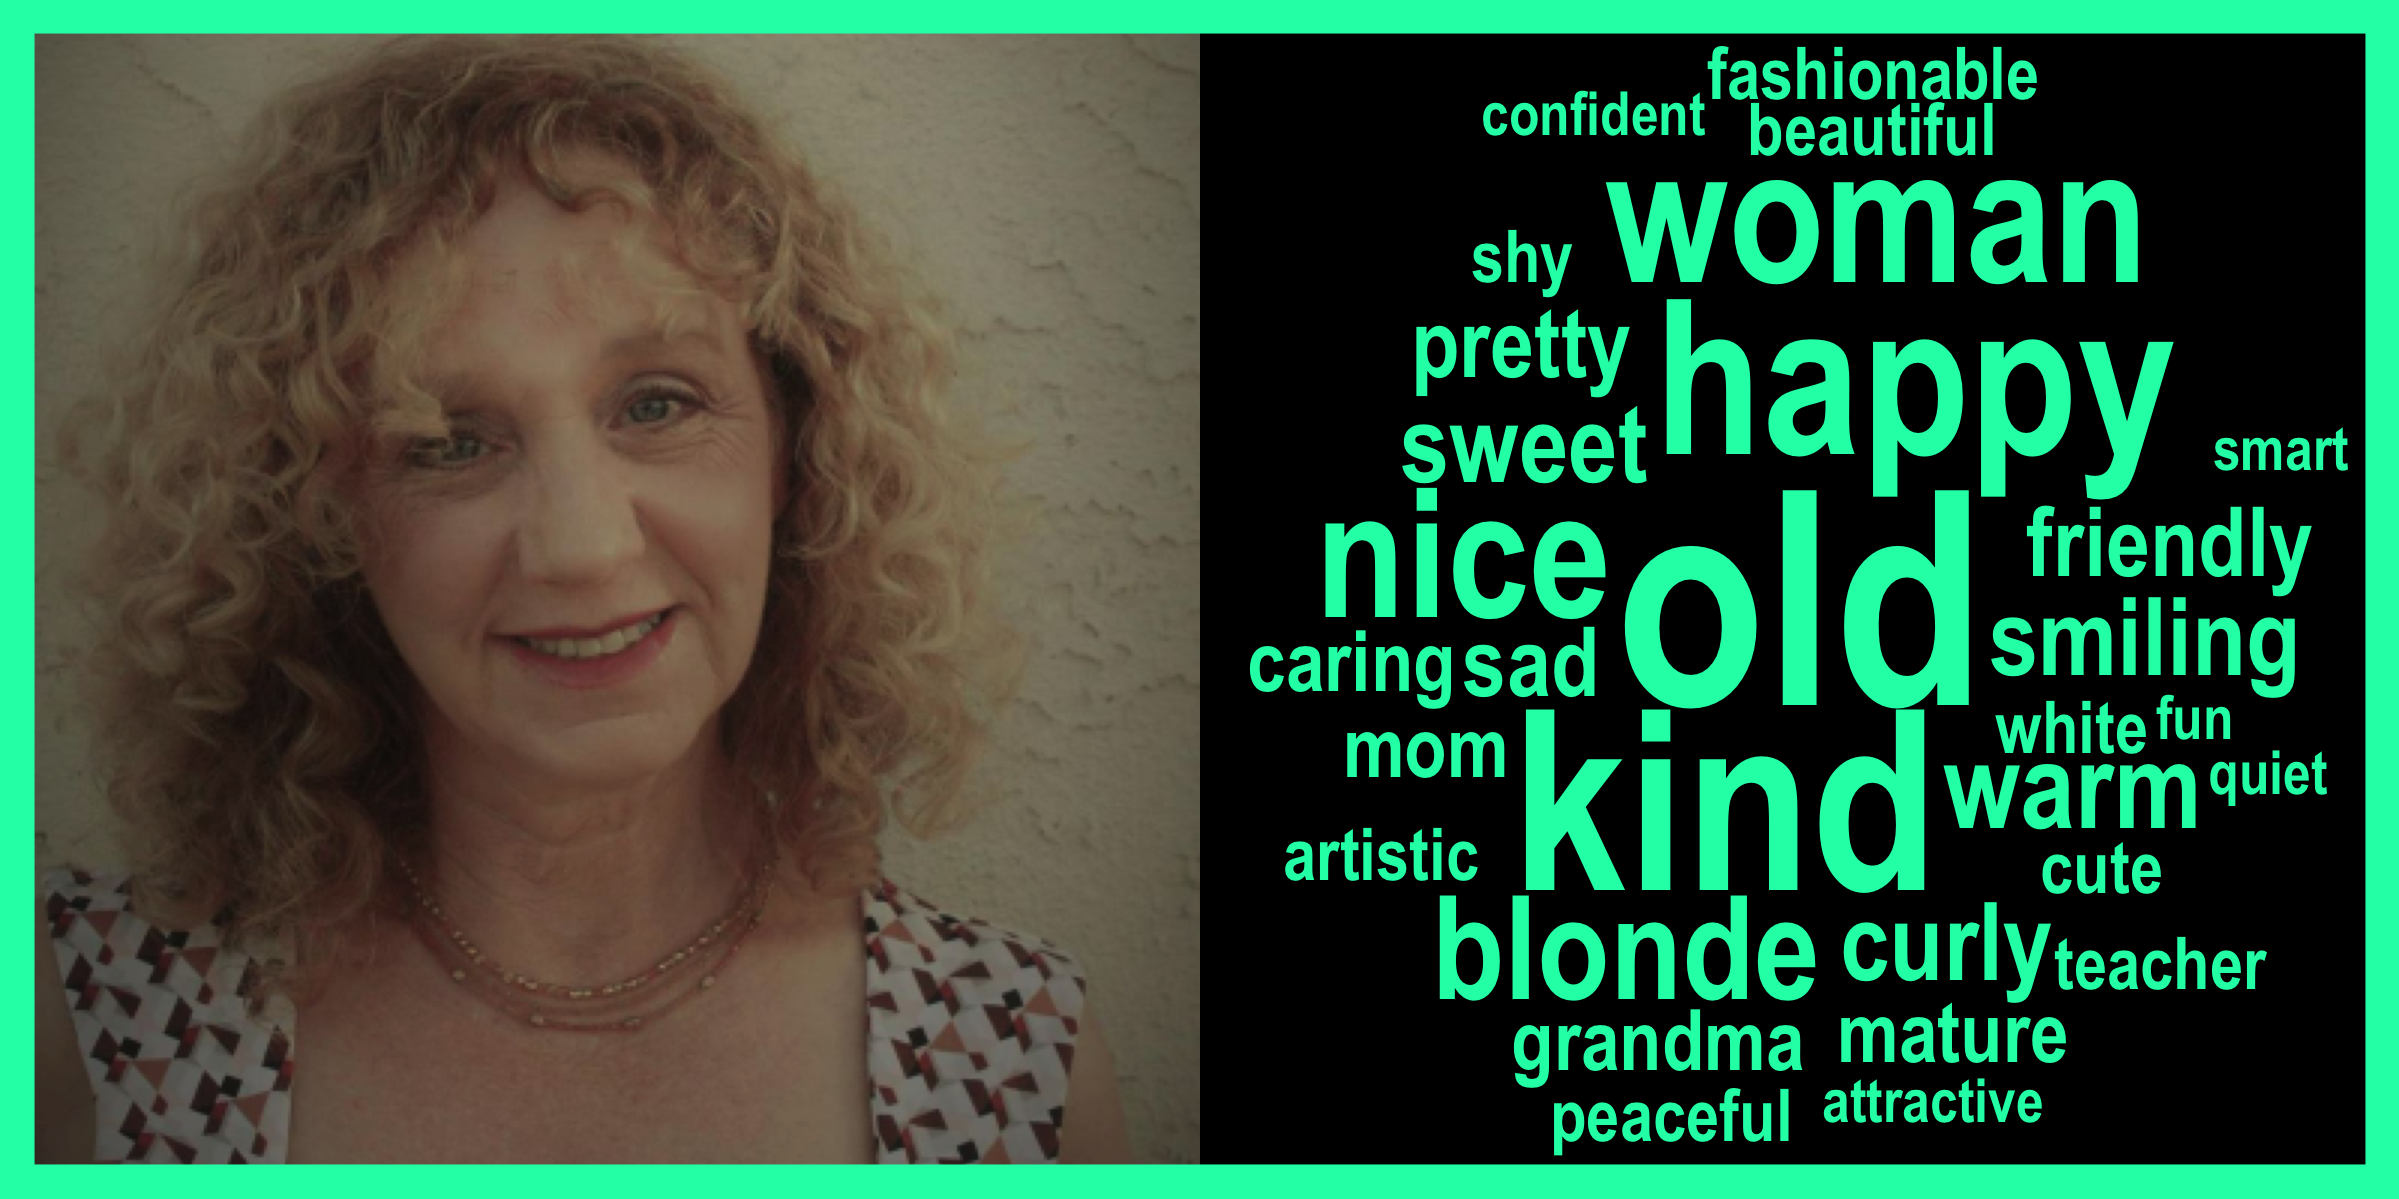 fashionable
confident
beautiful
woman
shy
happy
pretty
sweet
smart
nice
old
friendly
caring
sad
smiling
mom
kind
white
fun
warm
quiet
artistic
cute
blonde
curly
teacher
grandma
mature
peaceful
attractive